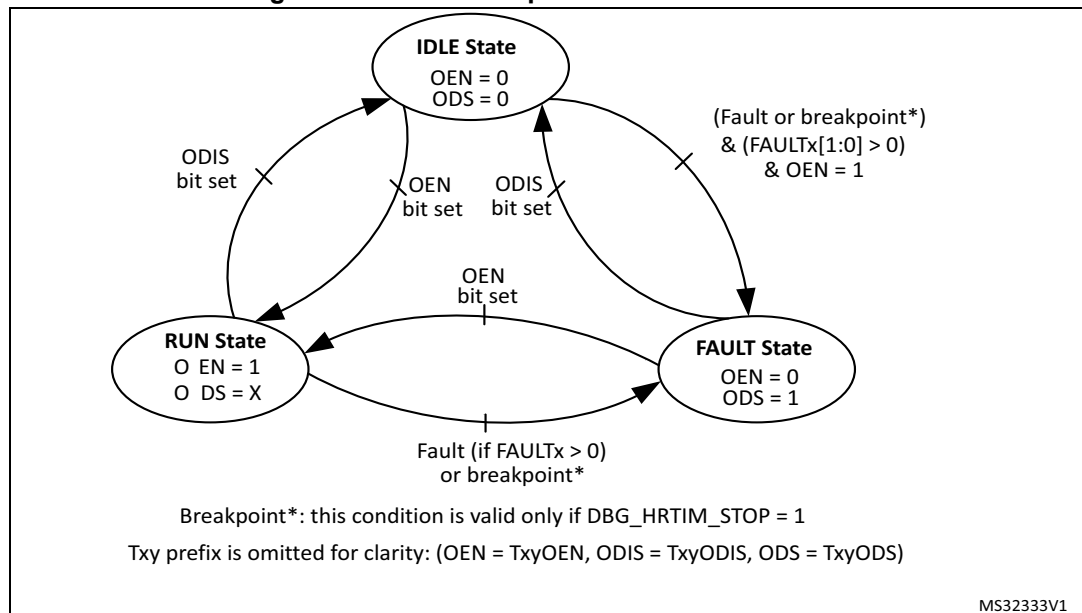 IDLE State
OEN = 0
ODS = 0
(Fault or breakpoint*)
& (FAULTx[1:0] > 0)
& OEN = 1
ODIS
bit set
OEN
bit set
ODIS
bit set
OEN
bit set
RUN State
O EN = 1
O DS = X
FAULT State
OEN = 0
ODS = 1
Fault (if FAULTx > 0)
or breakpoint*
Breakpoint*: this condition is valid only if DBG_HRTIM_STOP = 1
Txy prefix is omitted for clarity: (OEN = TxyOEN, ODIS = TxyODIS, ODS = TxyODS)
MS32333V1